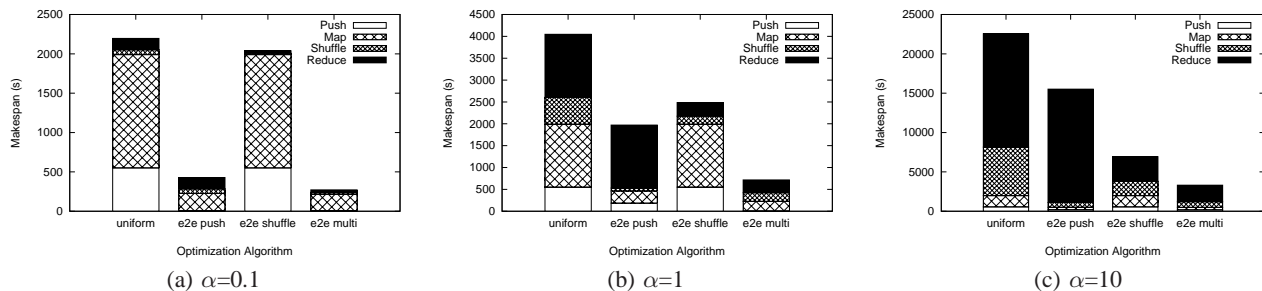 Makespan (s)
2500
2000
1500
1000
500
0
Push
Map
Shuffle
Reduce
uniform
e2e push
e2e shuffle
e2e multi
Optimization Algorithm
(a) α=0.1
Makespan (s)
5000
4500
4000
3500
3000
2500
2000
1500
1000
500
0
Push
Map
Shuffle
Reduce
uniform
e2e push
e2e shuffle
e2e multi
Optimization Algorithm
(b) α=1
Makespan (s)
25000
20000
15000
10000
5000
0
Push
Map
Shuffle
Reduce
uniform
e2e push
e2e shuffle
e2e multi
Optimization Algorithm
(c) α=10